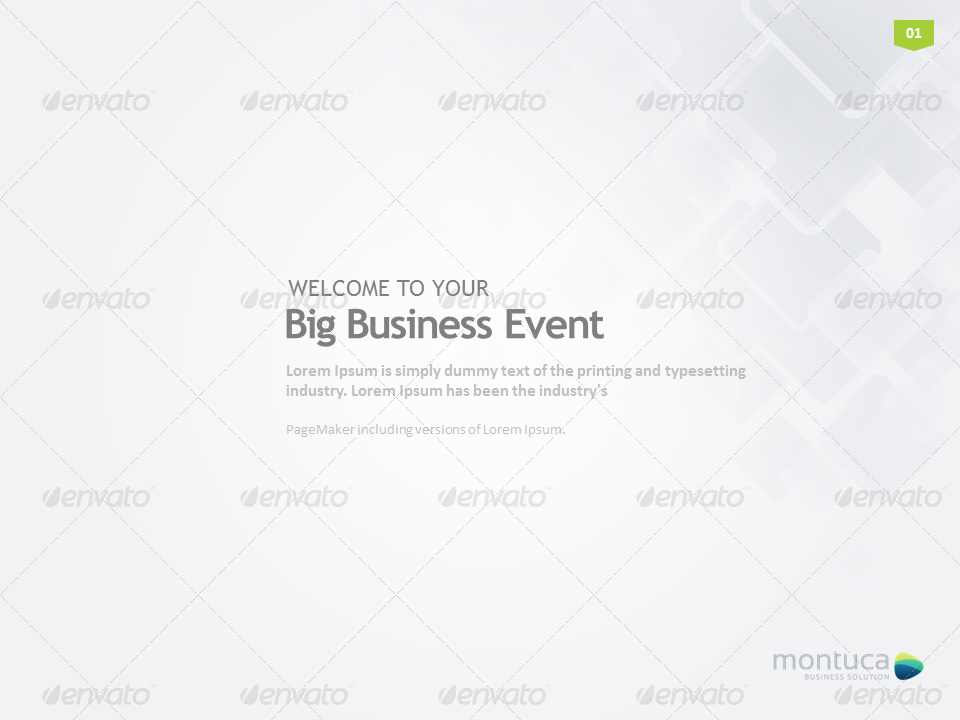 01
envato envato envato envato envato
WELCOME TO YOUR
envato envato envato envato envato
Big Business Event
Lorem Ipsum is simply dummy text of the printing and typesetting
industry. Lorem Ipsum has been the industry's
PageMaker including versions of Lorem Ipsum.
envato envato envato envato envato
montuca
BUSINESS SOLUTION
envato envato envato envato envato